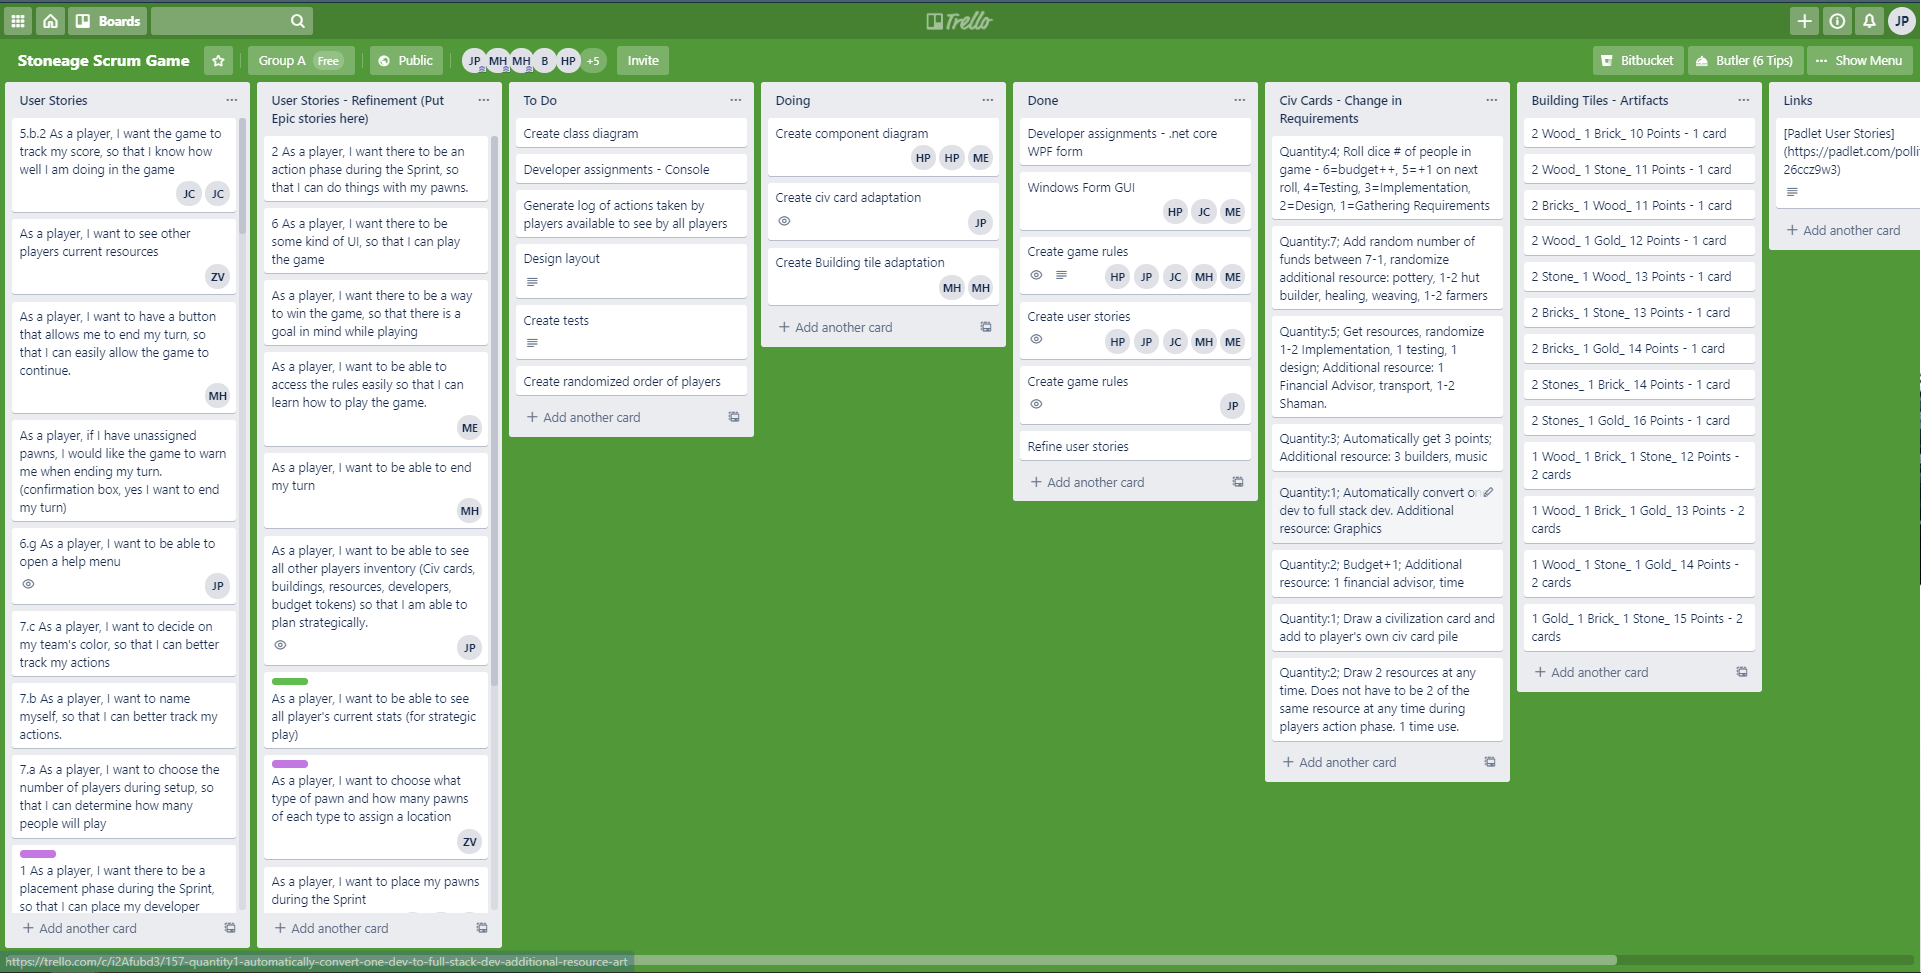 Boards
Trello
JP
Stoneage Scrum Game
Group A Free
Public
JP MH MH B HP +5
Invite
Bitbucket
Butler (6 Tips)
··· Show Menu
User Stories
5.b.2 As a player, I want the game to
track my score, so that I know how
well I am doing in the game
JC JC
As a player, I want to see other
players current resources
ZV
As a player, I want to have a button
that allows me to end my turn, so
that I can easily allow the game to
continue.
MH
As a player, if I have unassigned
pawns, I would like the game to warn
me when ending my turn.
(confirmation box, yes I want to end
my turn)
6.g As a player, I want to be able to
open a help menu
JP
7.c As a player, I want to decide on
my team's color, so that I can better
track my actions
7.b As a player, I want to name
myself, so that I can better track my
actions.
7.a As a player, I want to choose the
number of players during setup, so
that I can determine how many
people will play
1 As a player, I want there to be a
placement phase during the Sprint,
so that I can place my developer
+ Add another card
User Stories - Refinement (Put
Epic stories here)
2 As a player, I want there to be an
action phase during the Sprint, so
that I can do things with my pawns.
6 As a player, I want there to be
some kind of UI, so that I can play
the game
As a player, I want there to be a way
to win the game, so that there is a
goal in mind while playing
As a player, I want to be able to
access the rules easily so that I can
learn how to play the game.
ME
As a player, I want to be able to end
my turn
MH
As a player, I want to be able to see
all other players inventory (Civ cards,
buildings, resources, developers,
budget tokens) so that I am able to
plan strategically.
JP
As a player, I want to be able to see
all player's current stats (for strategic
play)
As a player, I want to choose what
type of pawn and how many pawns
of each type to assign a location
ZV
As a player, I want to place my pawns
during the Sprint
+ Add another card
To Do
Create class diagram
Developer assignments - Console
Generate log of actions taken by
players available to see by all players
Design layout
Create tests
Create randomized order of players
+ Add another card
Doing
Create component diagram
HP HP ME
Create civ card adaptation
JP
Create Building tile adaptation
MH MH
+ Add another card
Done
Developer assignments - .net core
WPF form
Windows Form GUI
HP JC ME
Create game rules
HP JP JC MH ME
Create user stories
HP JP JC MH ME
Create game rules
JP
Refine user stories
+ Add another card
Civ Cards - Change in
Requirements
Quantity:4; Roll dice # of people in
game - 6=budget++, 5=+1 on next
roll, 4=Testing, 3=Implementation,
2=Design, 1=Gathering Requirements
Quantity:7; Add random number of
funds between 7-1, randomize
additional resource: pottery, 1-2 hut
builder, healing, weaving, 1-2 farmers
Quantity:5; Get resources, randomize
1-2 Implementation, 1 testing, 1
design; Additional resource: 1
Financial Advisor, transport, 1-2
Shaman.
Quantity:3; Automatically get 3 points;
Additional resource: 3 builders, music
Quantity:1; Automatically convert
dev to full stack dev. Additional
resource: Graphics
Quantity:2; Budget+1; Additional
resource: 1 financial advisor, time
Quantity:1; Draw a civilization card and
add to player's own civ card pile
Quantity:2; Draw 2 resources at any
time. Does not have to be 2 of the
same resource at any time during
players action phase. 1 time use.
+ Add another card
Building Tiles - Artifacts
2 Wood_ 1 Brick_ 10 Points - 1 card
2 Wood_ 1 Stone_ 11 Points - 1 card
2 Bricks_ 1 Wood_ 11 Points - 1 card
2 Wood_ 1 Gold_ 12 Points - 1 card
2 Stone_ 1 Wood_ 13 Points - 1 card
2 Bricks_ 1 Stone_ 13 Points - 1 card
2 Bricks_ 1 Gold_ 14 Points - 1 card
2 Stones_ 1 Brick_ 14 Points - 1 card
2 Stones_ 1 Gold_ 16 Points - 1 card
1 Wood_ 1 Brick_ 1 Stone_ 12 Points -
2 cards
1 Wood_ 1 Brick_ 1 Gold_ 13 Points - 2
cards
1 Wood_ 1 Stone_ 1 Gold_ 14 Points -
2 cards
1 Gold_ 1 Brick_ 1 Stone_ 15 Points - 2
cards
+ Add another card
Links
[Padlet User Stories]
(https://padlet.com/polli
26ccz9w3)
+ Add another card
https://trello.com/c/i2Afubd3/157-quantity1-automatically-convert-one-dev-to-full-stack-dev-additional-resource-art